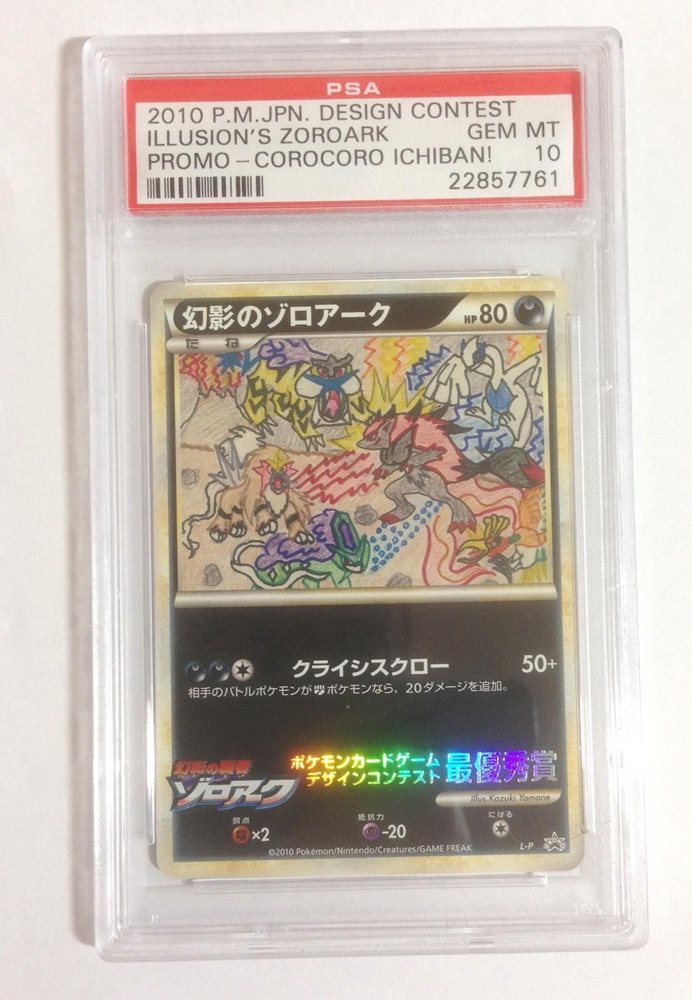 PSA
2010 P.M.JPN. DESIGN CONTEST
ILLUSION'S ZOROARK GEM MT
PROMO – COROCORO ICHIBAN! 10
22857761
幻影のゾロアーク HP 80
たね
クライシスクロー 50+
相手のバトルポケモンがポケモンなら、20ダメージを追加。
幻影の覇者
ゾロアーク
ポケモンカードゲーム
デザインコンテスト 最優秀賞
Illus Kazuki Yamane
弱点 抵抗力 にげる
×2 -20
L-P
©2010 Pokémon/Nintendo/Creatures/GAME FREAK.